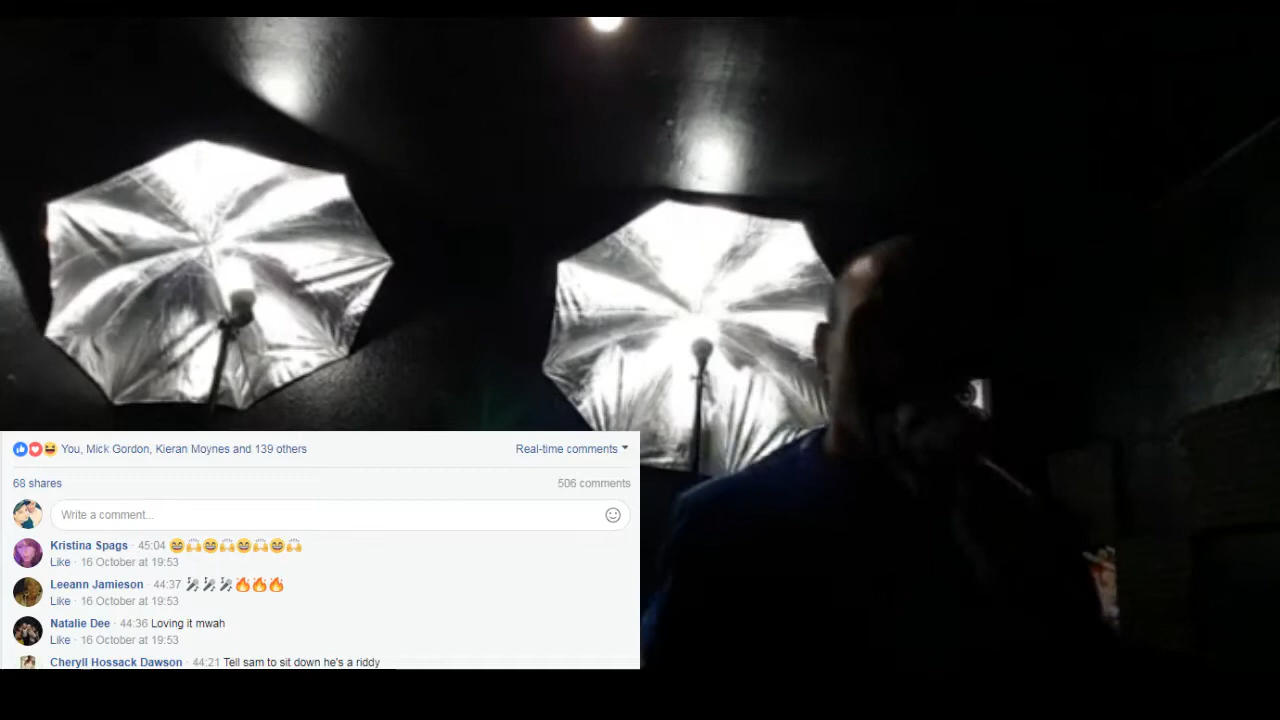 You, Mick Gordon, Kieran Moynes and 139 others
Real-time comments
68 shares
506 comments
Write a comment...
Kristina Spags · 45:04 😄🙌😄🙌😄🙌😄🙌
Like · 16 October at 19:53
Leeann Jamieson · 44:37 🎤🎤🎤🔥🔥🔥
Like · 16 October at 19:53
Natalie Dee · 44:36 Loving it mwah
Like · 16 October at 19:53
Cheryll Hossack Dawson · 44:21 Tell sam to sit down he's a riddy